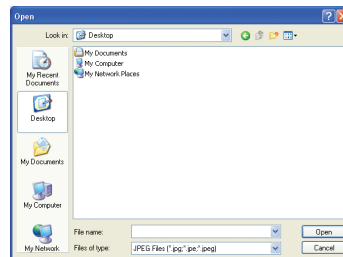 Open
Look in:
Desktop
My Recent
Documents
Desktop
My Documents
My Computer
My Network
My Documents
My Computer
My Network Places
File name:
Open
Files of type:
JPEG Files (*.jpg;*.jpe;*.jpeg)
Cancel